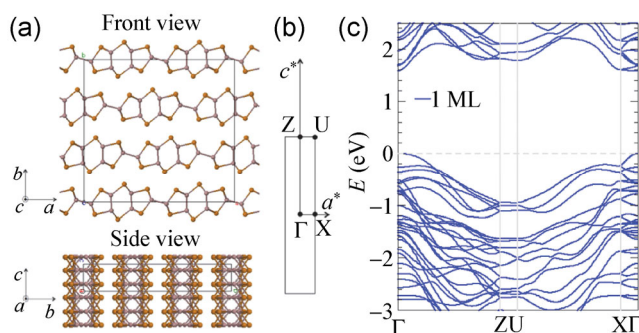 (a)
Front view
b
c
a
Side view
c
a
b
(b)
c*
Z
U
a*
Γ
X
(c)
E (eV)
2
1
0
−1
−2
−3
1 ML
Γ
ZU
XΓ